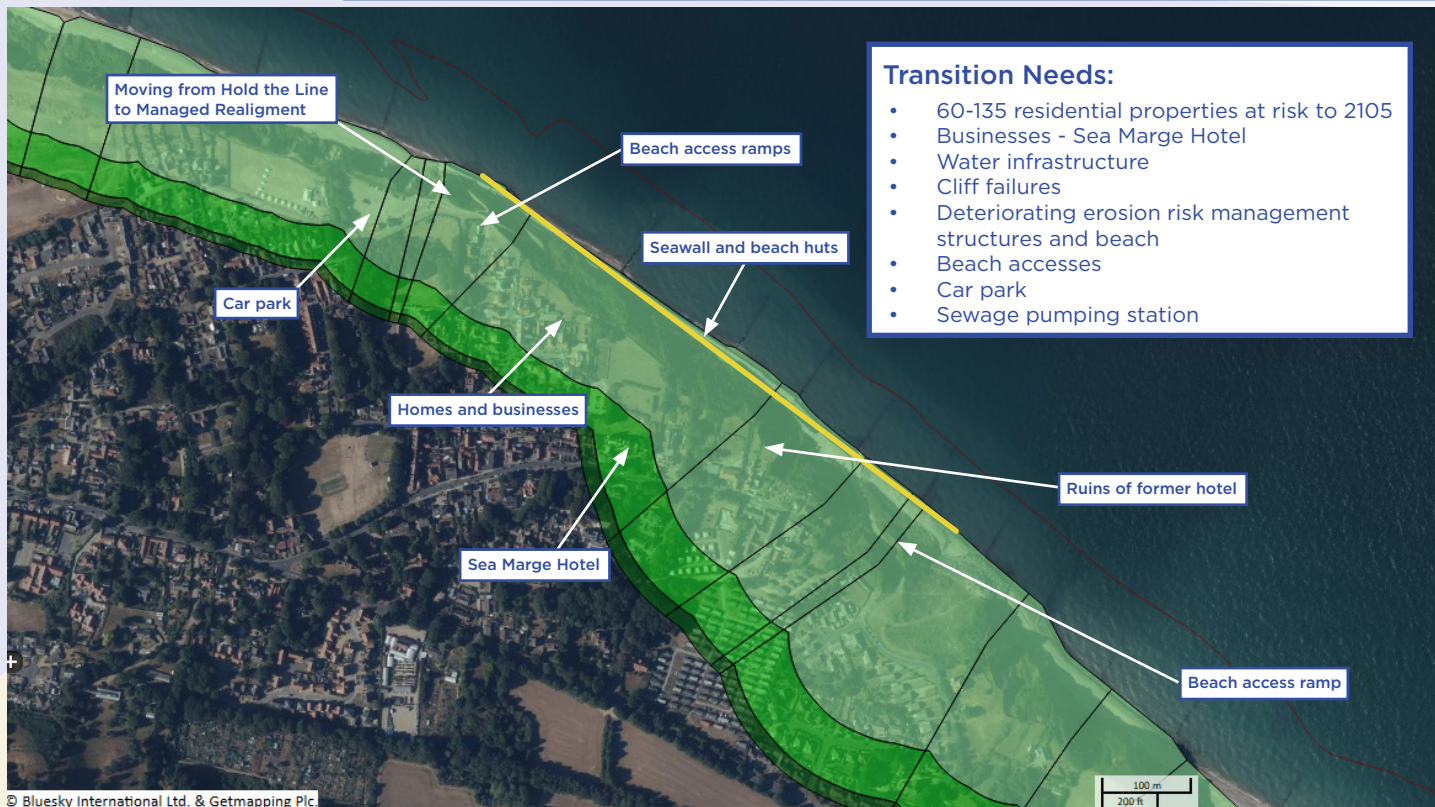 Moving from Hold the Line
to Managed Realigment
Beach access ramps
Seawall and beach huts
Car park
Homes and businesses
Sea Marge Hotel
Ruins of former hotel
Beach access ramp
Transition Needs:
• 60-135 residential properties at risk to 2105
• Businesses - Sea Marge Hotel
• Water infrastructure
• Cliff failures
• Deteriorating erosion risk management
structures and beach
• Beach accesses
• Car park
• Sewage pumping station
+
100 m
200 ft
© Bluesky International Ltd. & Getmapping Plc.